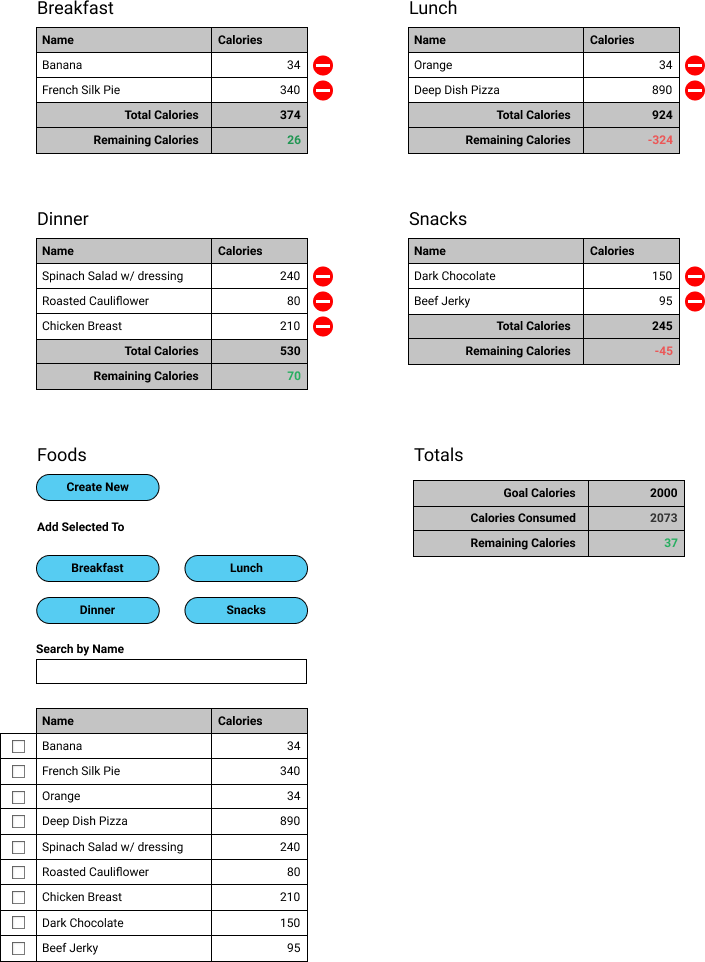 Breakfast
Name Calories
Banana 34
French Silk Pie 340
Total Calories 374
Remaining Calories 26
Lunch
Name Calories
Orange 34
Deep Dish Pizza 890
Total Calories 924
Remaining Calories -324
Dinner
Name Calories
Spinach Salad w/ dressing 240
Roasted Cauliflower 80
Chicken Breast 210
Total Calories 530
Remaining Calories 70
Snacks
Name Calories
Dark Chocolate 150
Beef Jerky 95
Total Calories 245
Remaining Calories -45
Foods
Create New
Add Selected To
Breakfast Lunch
Dinner Snacks
Search by Name
Name Calories
Banana 34
French Silk Pie 340
Orange 34
Deep Dish Pizza 890
Spinach Salad w/ dressing 240
Roasted Cauliflower 80
Chicken Breast 210
Dark Chocolate 150
Beef Jerky 95
Totals
Goal Calories 2000
Calories Consumed 2073
Remaining Calories 37